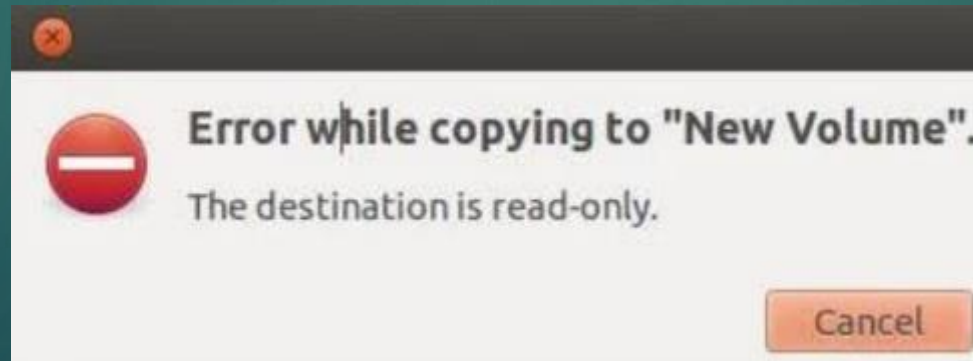 Error while copying to "New Volume".
The destination is read-only.
Cancel